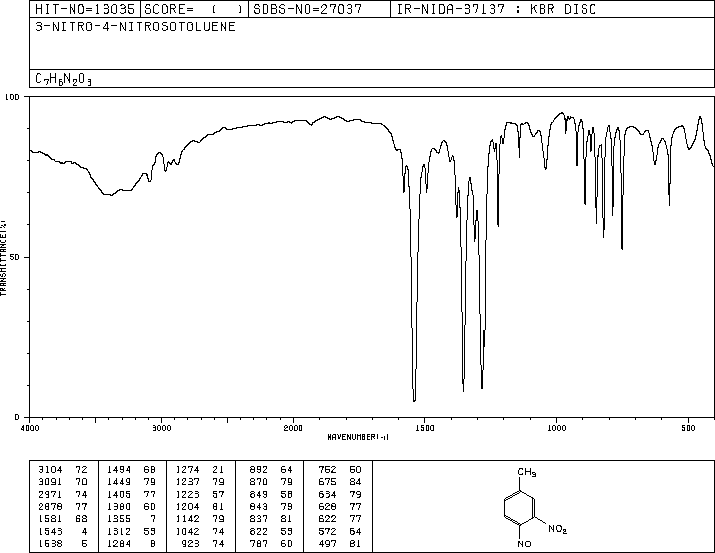 HIT-NO=13035 SCORE= ( ) SDBS-NO=27037 IR-NIDA-37137 : KBR DISC
3-NITRO-4-NITROSOTOLUENE
C7H6N2O3
100
50
0
TRANSMITTANCE(%)
4000 3000 2000 1500 1000 500
WAVENUMBER(-1)
3104 72 1494 68 1274 21 892 64 752 50
3091 70 1449 79 1237 79 870 79 675 84
2971 74 1405 77 1223 57 849 58 634 79
2878 77 1380 60 1204 81 843 79 628 77
1581 68 1355 7 1142 79 837 81 622 77
1543 4 1312 53 1042 74 822 53 572 64
1538 5 1284 8 923 74 787 60 497 81
CH3
NO2
NO